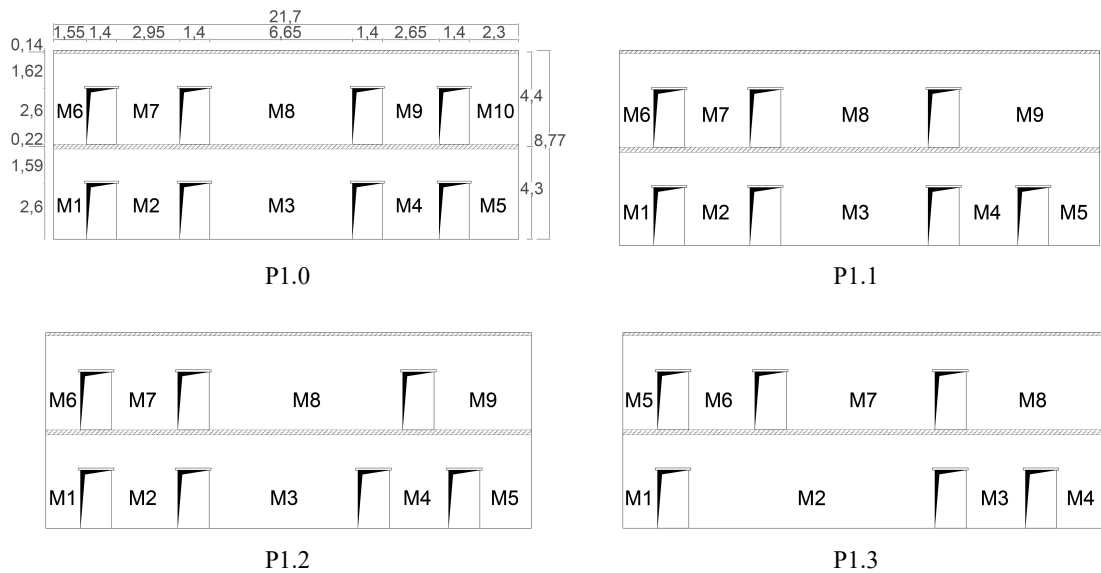 21,7
1,55 1,4 2,95 1,4 6,65 1,4 2,65 1,4 2,3
0,14
1,62
2,6
0,22
1,59
2,6
4,4
8,77
4,3
M6 M7 M8 M9 M10
M1 M2 M3 M4 M5
P1.0
M6 M7 M8 M9
M1 M2 M3 M4 M5
P1.1
M6 M7 M8 M9
M1 M2 M3 M4 M5
P1.2
M5 M6 M7 M8
M1 M2 M3 M4
P1.3